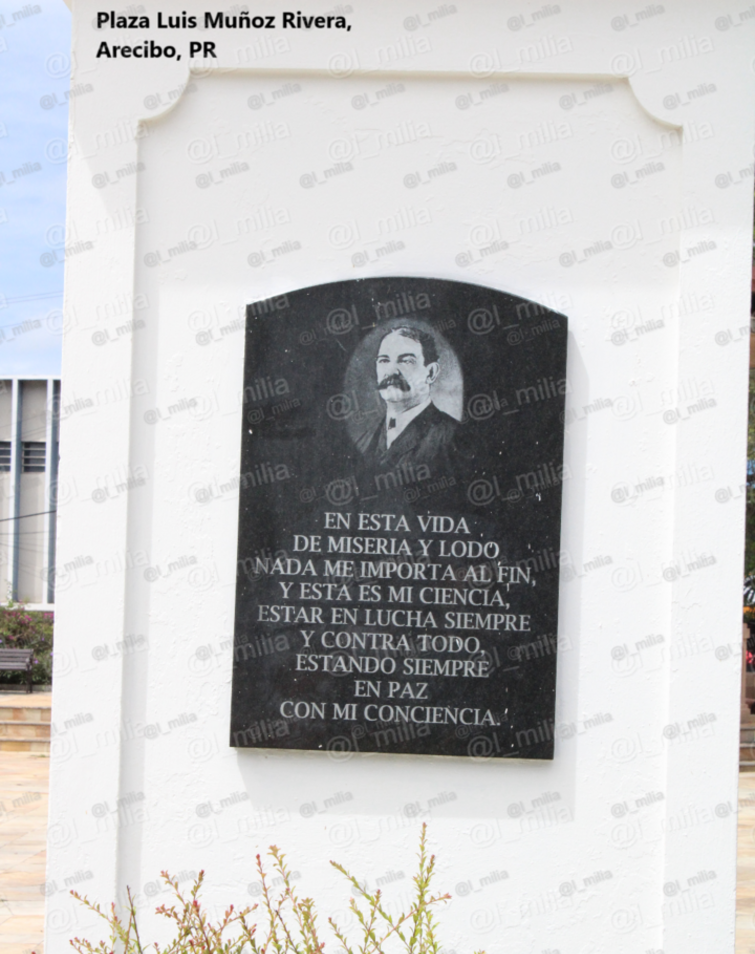 Plaza Luis Muñoz Rivera,
Arecibo, PR
EN ESTA VIDA
DE MISERIA Y LODO
NADA ME IMPORTA AL FIN,
Y ESTA ES MI CIENCIA,
ESTAR EN LUCHA SIEMPRE
Y CONTRA TODO,
ESTANDO SIEMPRE
EN PAZ
CON MI CONCIENCIA.
@l_milia